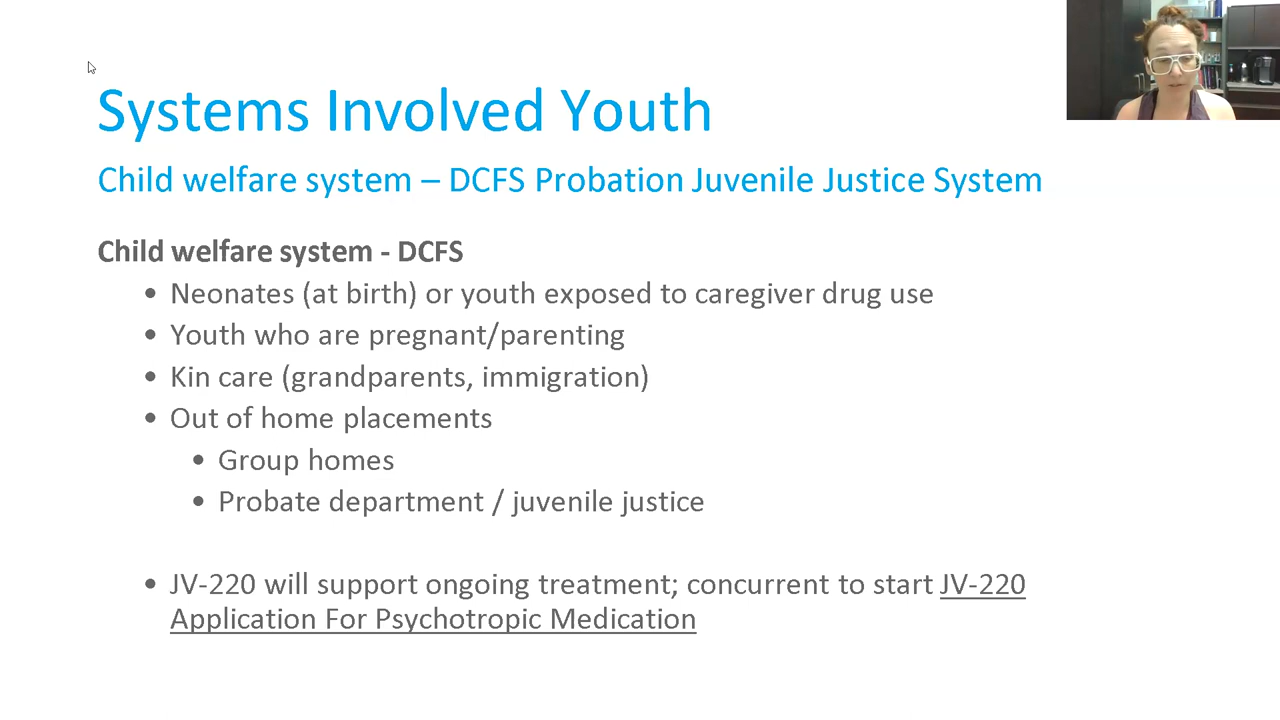 Systems Involved Youth
Child welfare system – DCFS Probation Juvenile Justice System
Child welfare system - DCFS
• Neonates (at birth) or youth exposed to caregiver drug use
• Youth who are pregnant/parenting
• Kin care (grandparents, immigration)
• Out of home placements
• Group homes
• Probate department / juvenile justice
• JV-220 will support ongoing treatment; concurrent to start JV-220
Application For Psychotropic Medication